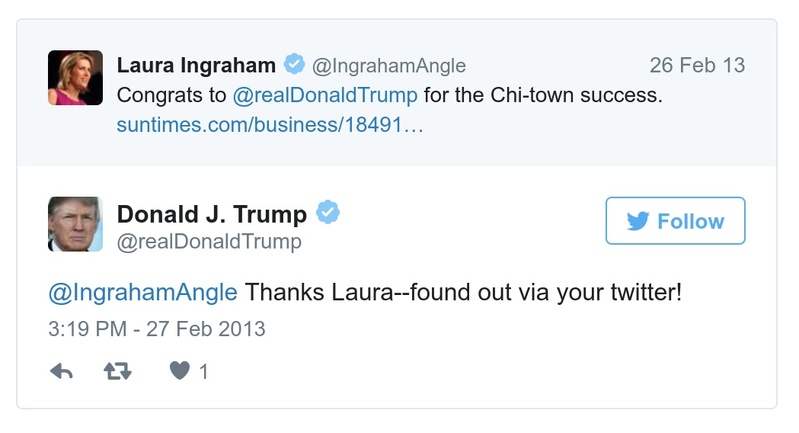 Laura Ingraham @IngrahamAngle 26 Feb 13
Congrats to @realDonaldTrump for the Chi-town success.
suntimes.com/business/18491…
Donald J. Trump
Follow
@realDonaldTrump
@IngrahamAngle Thanks Laura--found out via your twitter!
3:19 PM - 27 Feb 2013
1